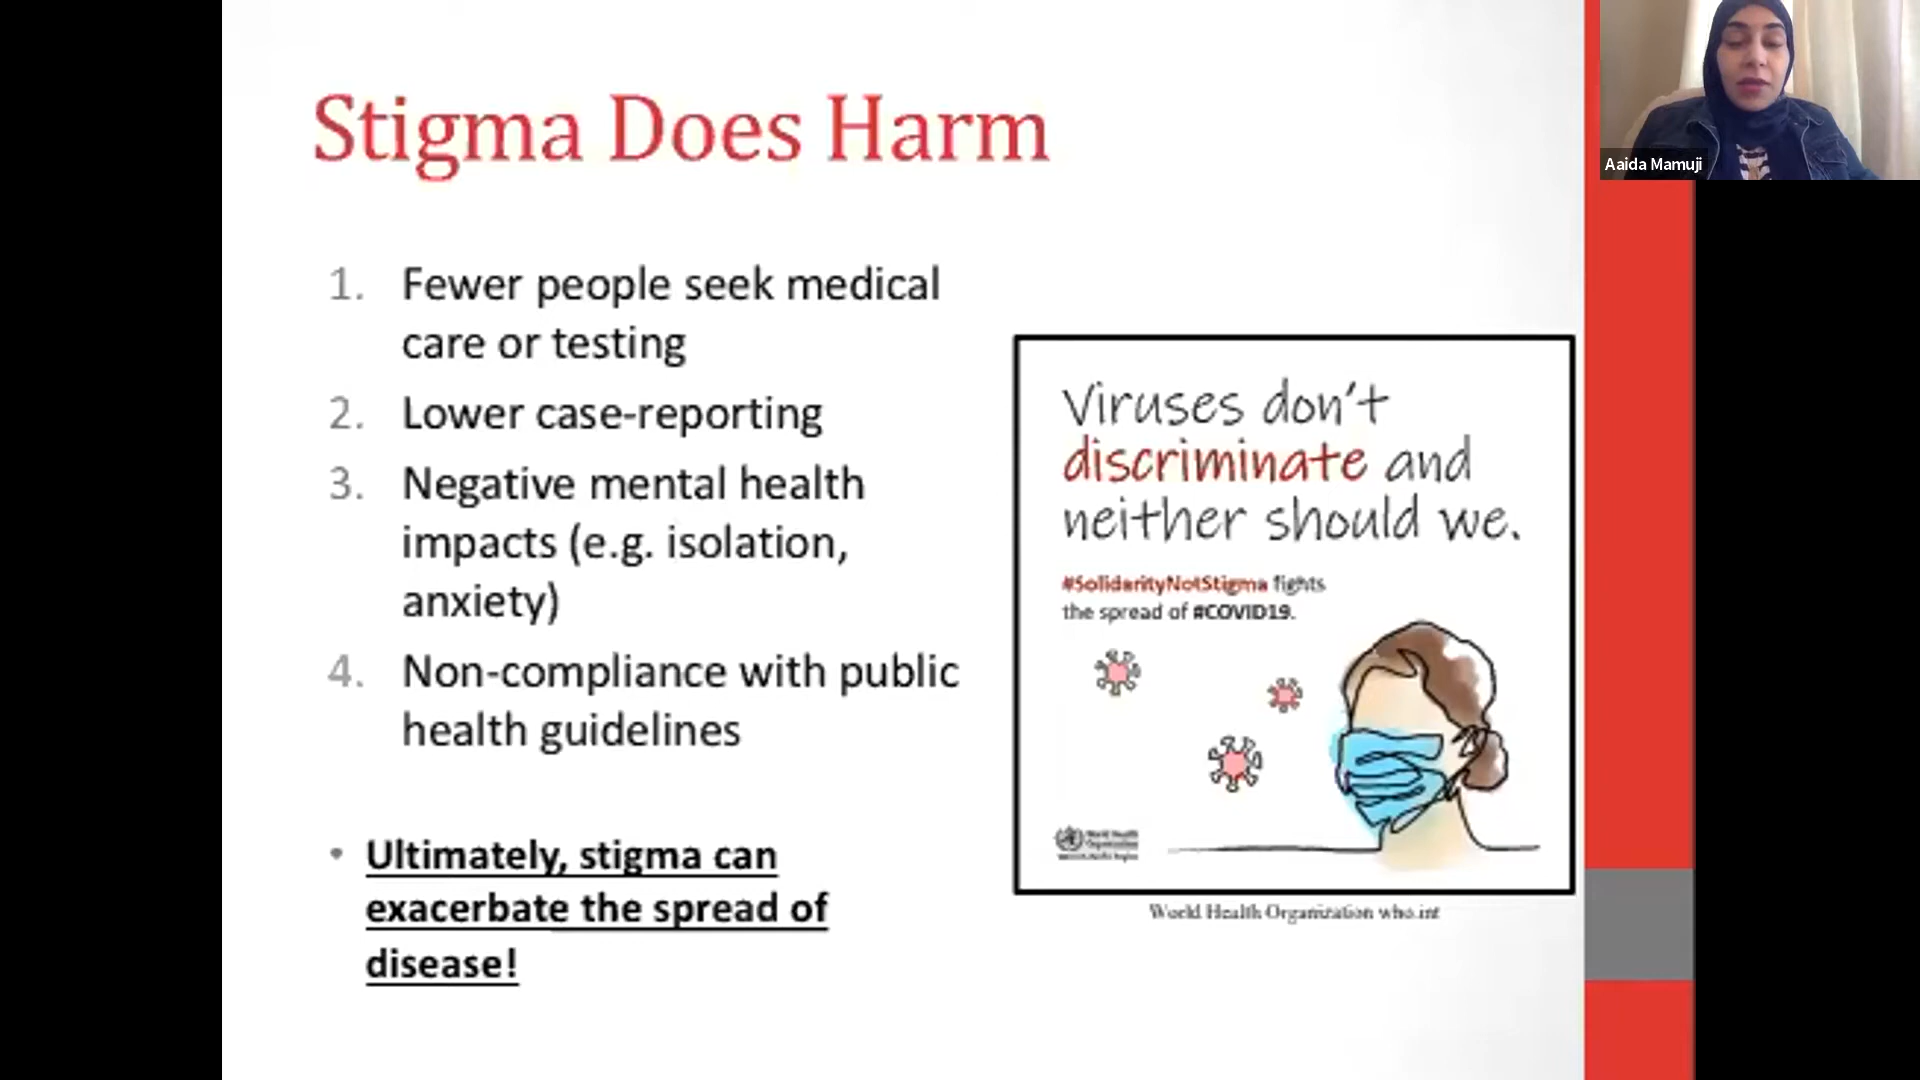 Stigma Does Harm
1. Fewer people seek medical
care or testing
2. Lower case-reporting
3. Negative mental health
impacts (e.g. isolation,
anxiety)
4. Non-compliance with public
health guidelines
• Ultimately, stigma can
exacerbate the spread of
disease!
Viruses don't
discriminate and
neither should we.
#SolidarityNotStigma fights
the spread of #COVID19.
World Health
Organization
World Health Organization who.int
Aaida Mamuji